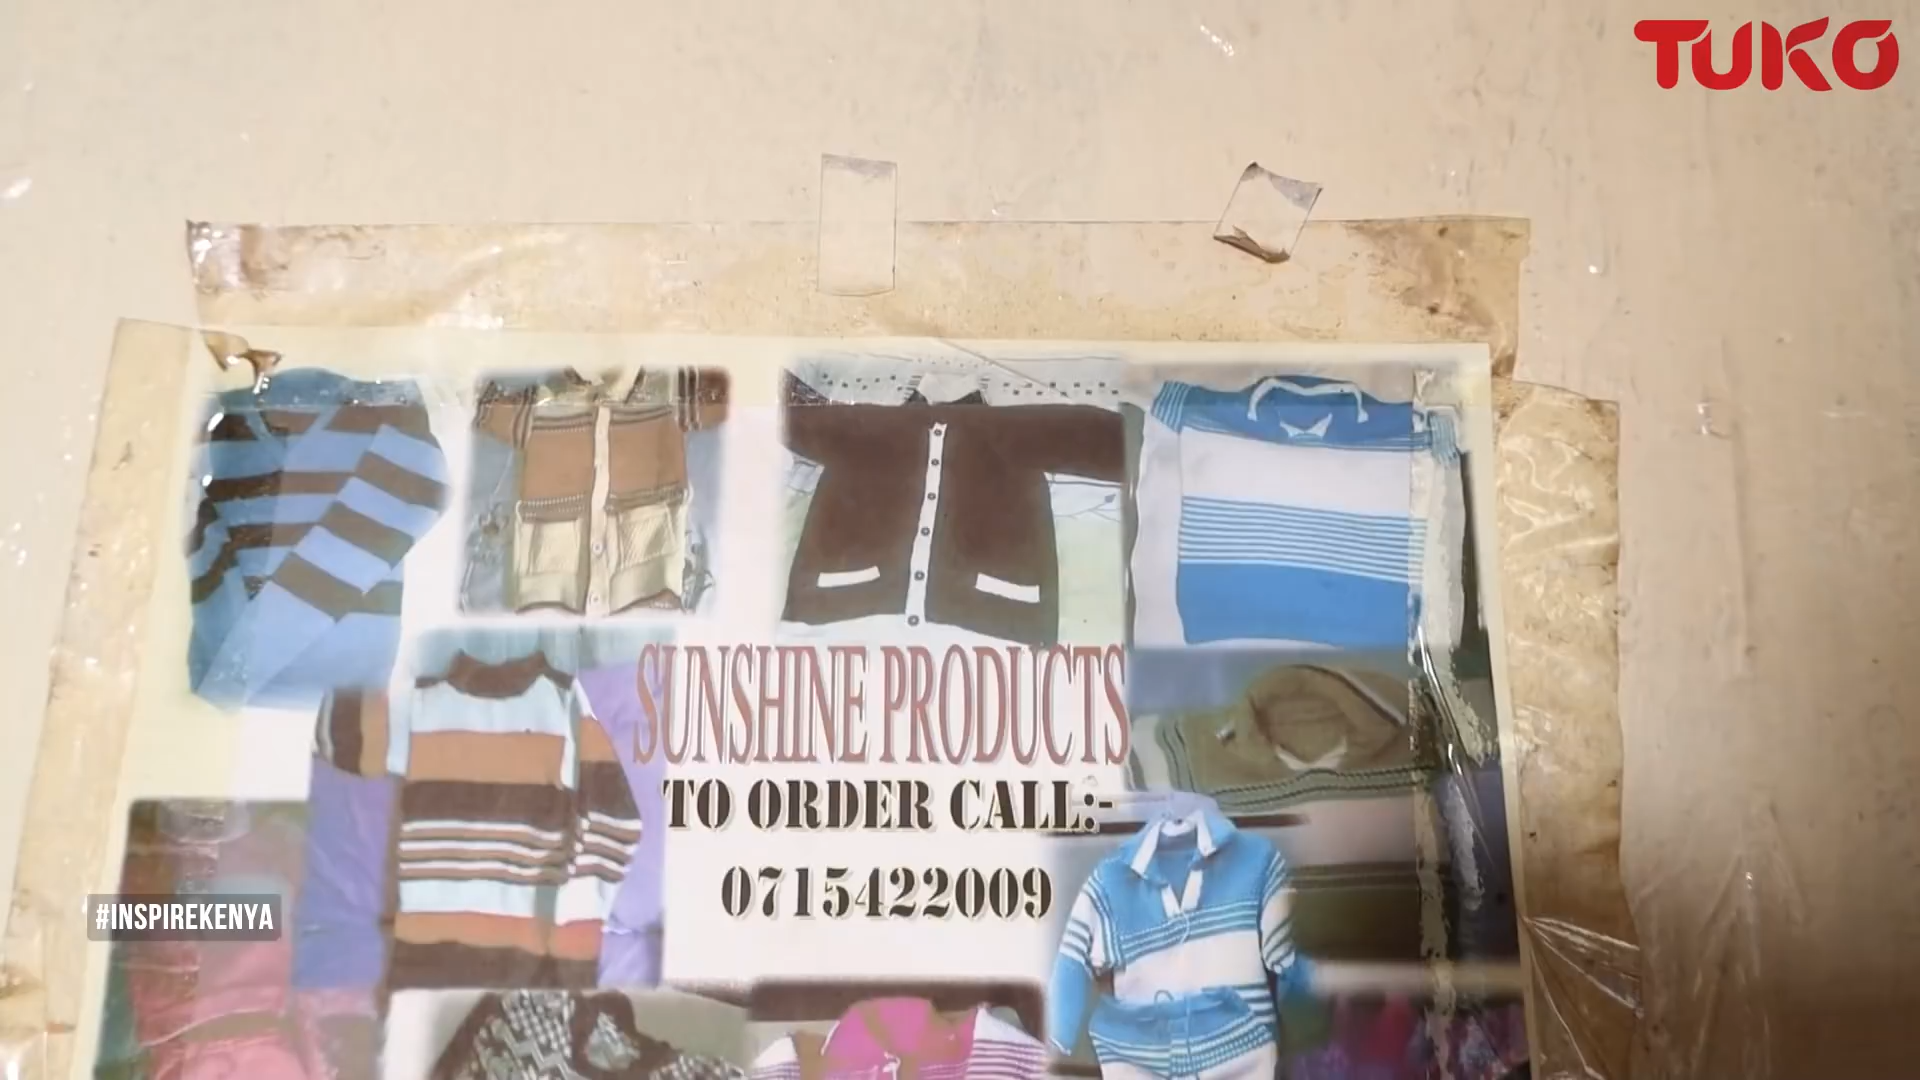 TUKO
SUNSHINE PRODUCTS
TO ORDER CALL:-
0715422009
#INSPIREKENYA